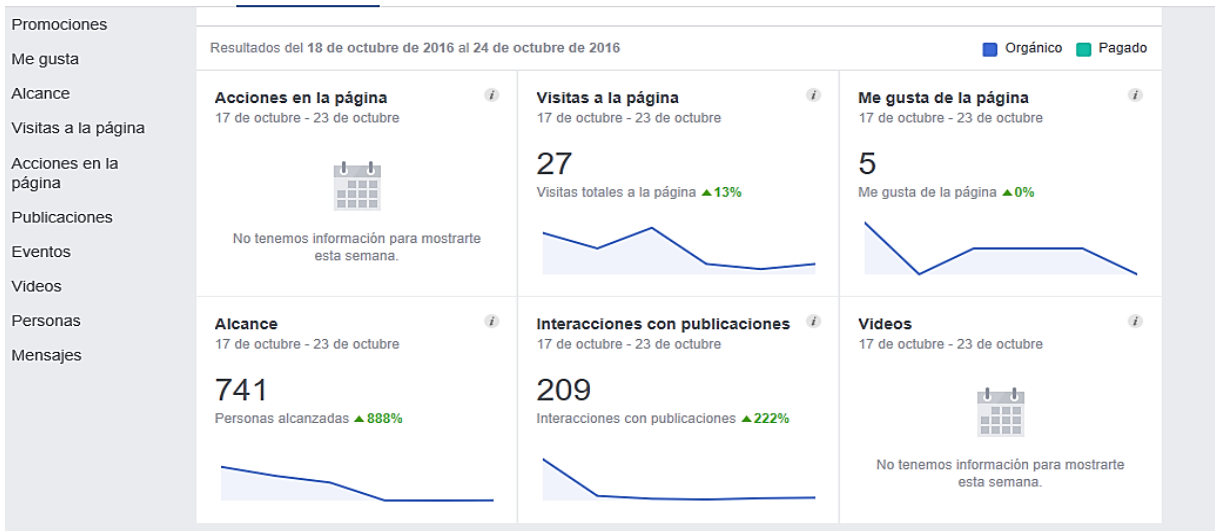 Promociones
Me gusta
Alcance
Visitas a la página
Acciones en la
página
Publicaciones
Eventos
Videos
Personas
Mensajes
Resultados del 18 de octubre de 2016 al 24 de octubre de 2016
Orgánico
Pagado
Acciones en la página
i
17 de octubre - 23 de octubre
No tenemos información para mostrarte
esta semana.
Visitas a la página
i
17 de octubre - 23 de octubre
27
Visitas totales a la página ▲13%
Me gusta de la página
i
17 de octubre - 23 de octubre
5
Me gusta de la página ▲0%
Alcance
i
17 de octubre - 23 de octubre
741
Personas alcanzadas ▲888%
Interacciones con publicaciones
i
17 de octubre - 23 de octubre
209
Interacciones con publicaciones ▲222%
Videos
i
17 de octubre - 23 de octubre
No tenemos información para mostrarte
esta semana.